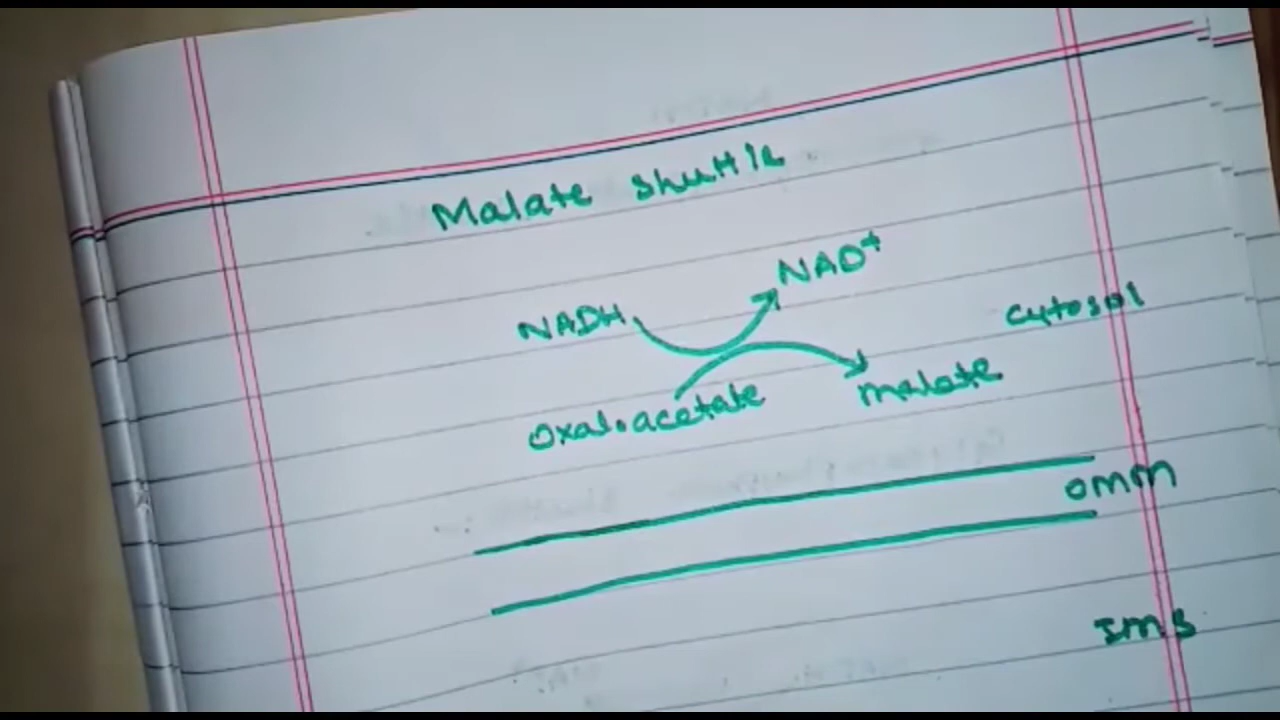 Malate shuttle
NADH NAD+
cytosol
Oxaloacetate malate
OMM
IMS